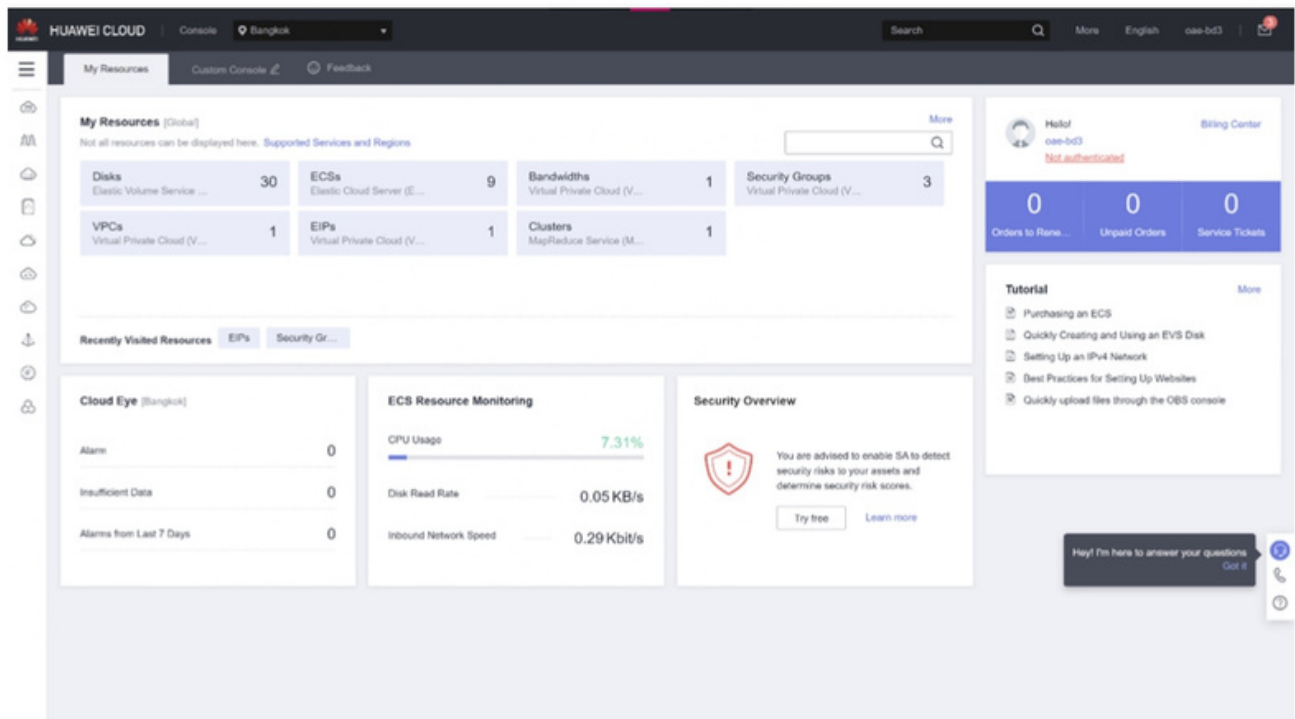 HUAWEI
HUAWEI CLOUD Console Bangkok Search More English oae-bd3 3
My Resources Custom Console Feedback
My Resources [Global] More
Not all resources can be displayed here. Supported Services and Regions
Disks 30
Elastic Volume Service ...
ECSs 9
Elastic Cloud Server (E...
Bandwidths 1
Virtual Private Cloud (V...
Security Groups 3
Virtual Private Cloud (V...
VPCs 1
Virtual Private Cloud (V...
EIPs 1
Virtual Private Cloud (V...
Clusters 1
MapReduce Service (M...
Recently Visited Resources EIPs Security Gr...
Hello! Billing Center
oae-bd3
Not authenticated
0 0 0
Orders to Rene... Unpaid Orders Service Tickets
Tutorial More
Purchasing an ECS
Quickly Creating and Using an EVS Disk
Setting Up an IPv4 Network
Best Practices for Setting Up Websites
Quickly upload files through the OBS console
Cloud Eye [Bangkok]
Alarm 0
Insufficient Data 0
Alarms from Last 7 Days 0
ECS Resource Monitoring
CPU Usage 7.31%
Disk Read Rate 0.05 KB/s
Inbound Network Speed 0.29 Kbit/s
Security Overview
You are advised to enable SA to detect
security risks to your assets and
determine security risk scores.
Try free Learn more
Hey! I'm here to answer your questions
Got it